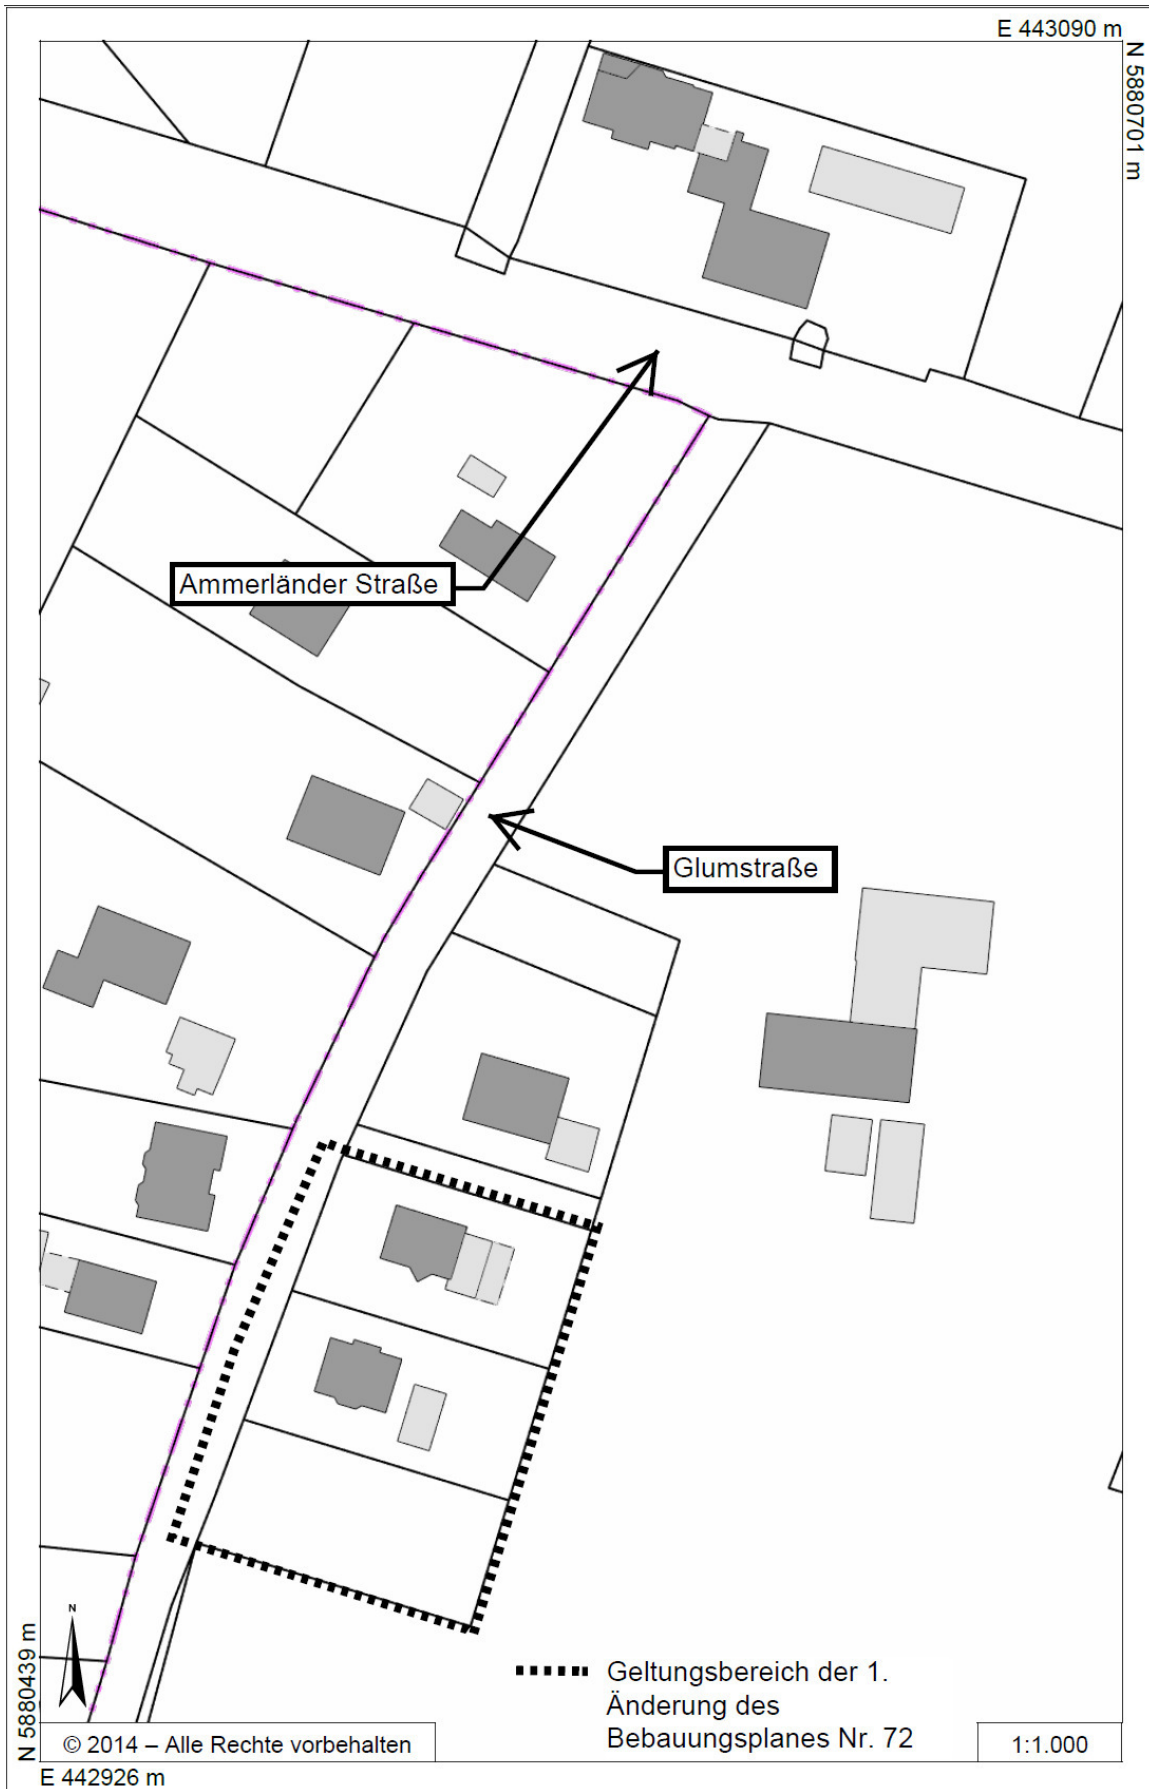 E 443090 m
N 5880701 m
Ammerländer Straße
Glumstraße
N
N 5880439 m
Geltungsbereich der 1.
Änderung des
Bebauungsplanes Nr. 72
© 2014 – Alle Rechte vorbehalten
1:1.000
E 442926 m